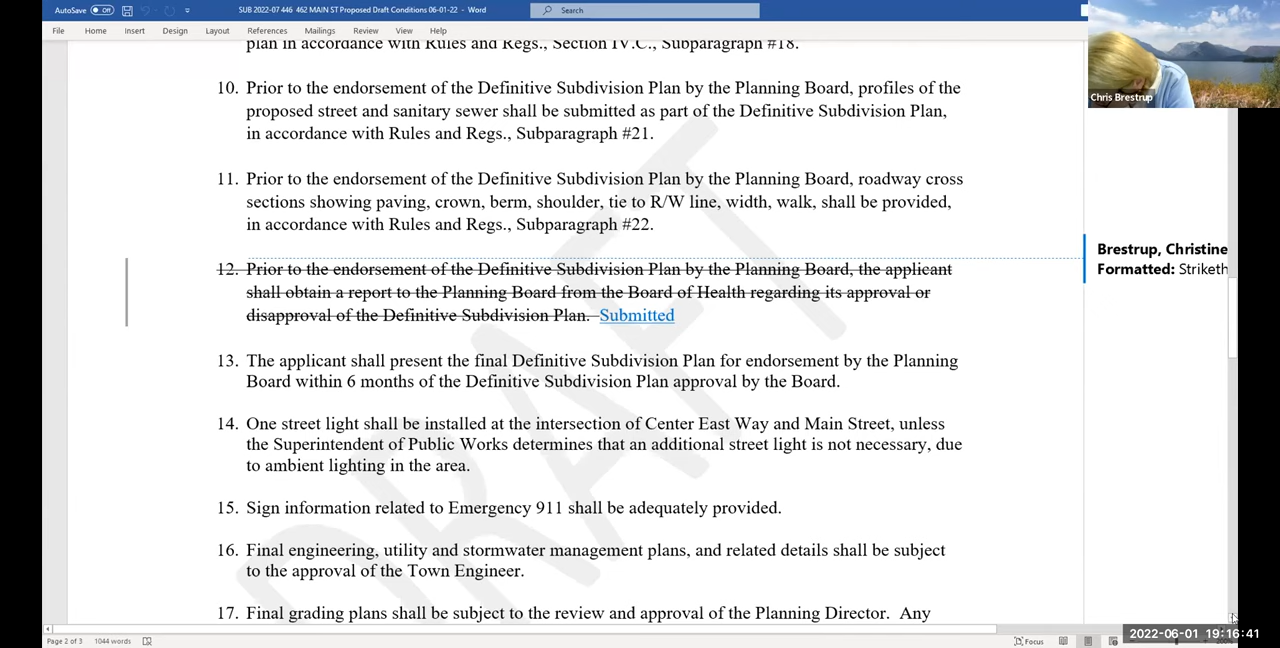 AutoSave Off SUB 2022-07 446 462 MAIN ST Proposed Draft Conditions 06-01-22 - Word Search
File Home Insert Design Layout References Mailings Review View Help
Chris Brestrup
plan in accordance with Rules and Regs., Section IV.C., Subparagraph #18.
10. Prior to the endorsement of the Definitive Subdivision Plan by the Planning Board, profiles of the
proposed street and sanitary sewer shall be submitted as part of the Definitive Subdivision Plan,
in accordance with Rules and Regs., Subparagraph #21.
11. Prior to the endorsement of the Definitive Subdivision Plan by the Planning Board, roadway cross
sections showing paving, crown, berm, shoulder, tie to R/W line, width, walk, shall be provided,
in accordance with Rules and Regs., Subparagraph #22.
Brestrup, Christine
Formatted: Striketh
12. Prior to the endorsement of the Definitive Subdivision Plan by the Planning Board, the applicant
shall obtain a report to the Planning Board from the Board of Health regarding its approval or
disapproval of the Definitive Subdivision Plan. Submitted
13. The applicant shall present the final Definitive Subdivision Plan for endorsement by the Planning
Board within 6 months of the Definitive Subdivision Plan approval by the Board.
14. One street light shall be installed at the intersection of Center East Way and Main Street, unless
the Superintendent of Public Works determines that an additional street light is not necessary, due
to ambient lighting in the area.
15. Sign information related to Emergency 911 shall be adequately provided.
16. Final engineering, utility and stormwater management plans, and related details shall be subject
to the approval of the Town Engineer.
17. Final grading plans shall be subject to the review and approval of the Planning Director. Any
DRAFT
Page 2 of 3 1044 words Focus
2022-06-01 19:16:41